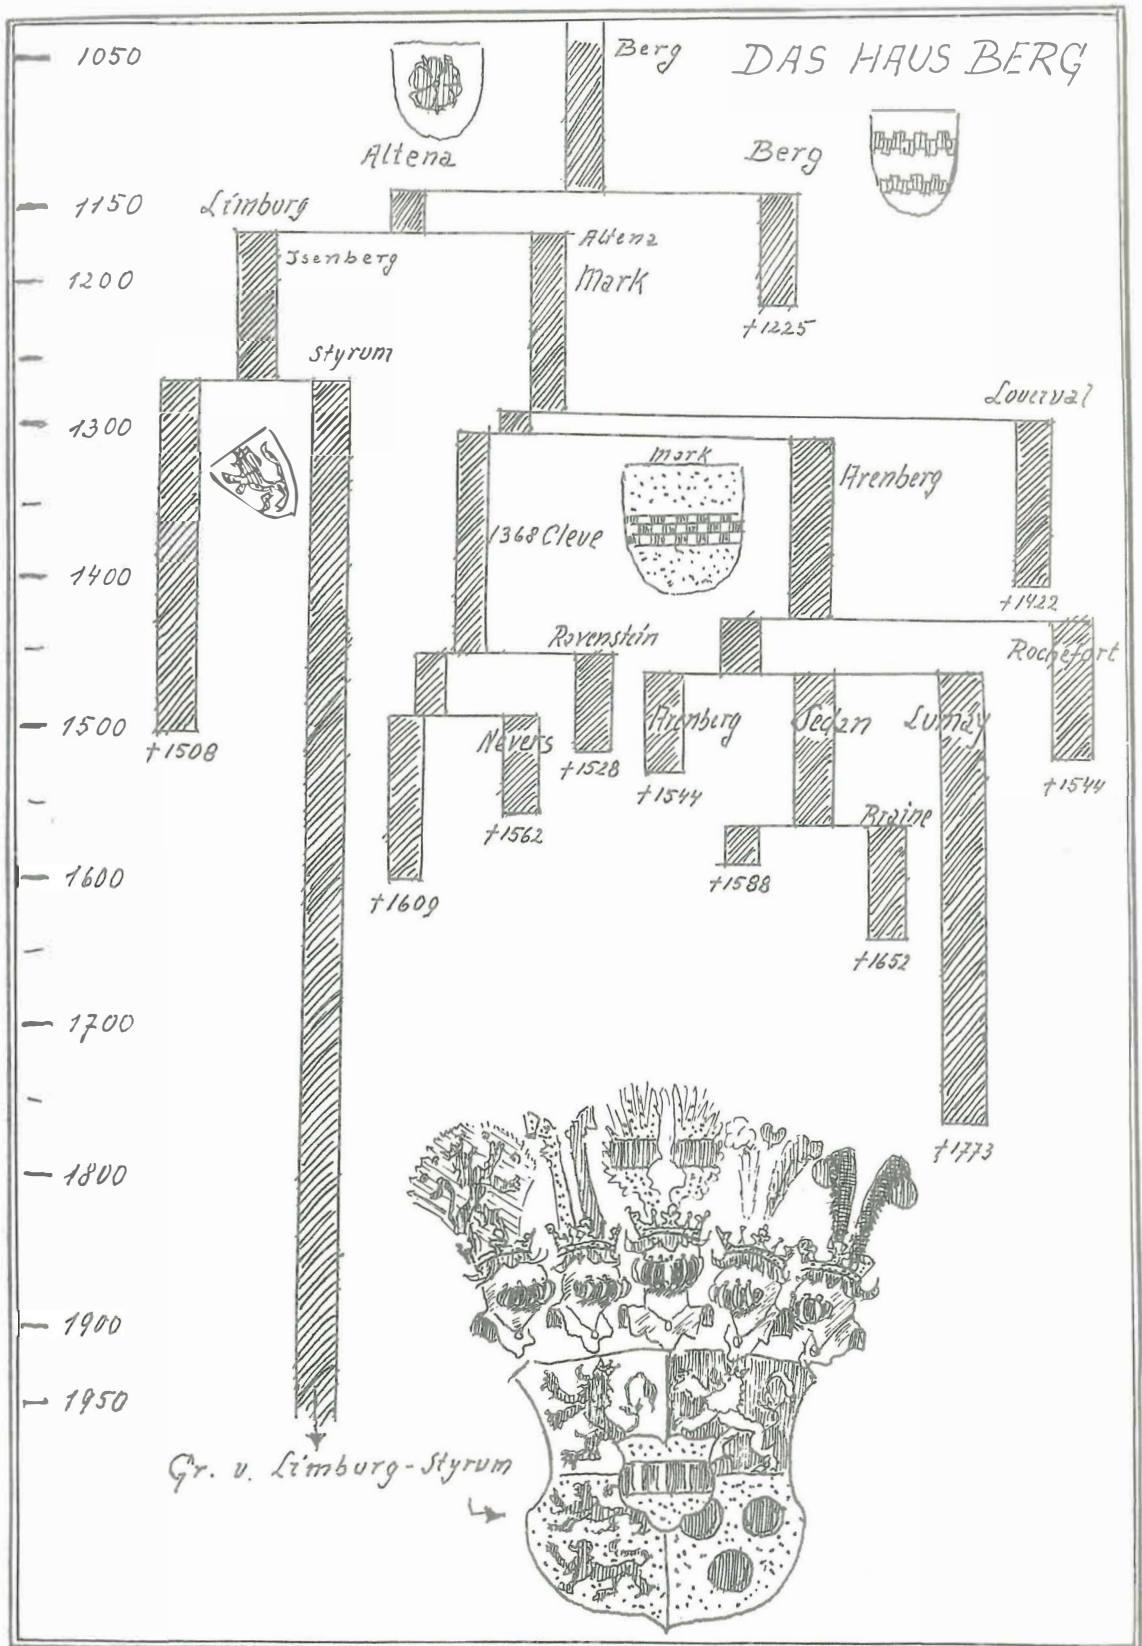 DAS HAUS BERG
1050
Berg
Altena
Berg
1150
Limburg
Isenberg
Altena
Mark
1200
†1225
Styrum
Louerval
1300
Mark
Arenberg
1368 Cleve
1400
†1422
Ravenstein
Rochefort
1500
Nevers
Arenberg
Sedan
Lumay
†1508
†1528
†1544
†1544
†1562
Braine
1600
†1588
†1609
†1652
1700
†1773
1800
1900
1950
Gr. v. Limburg-Styrum